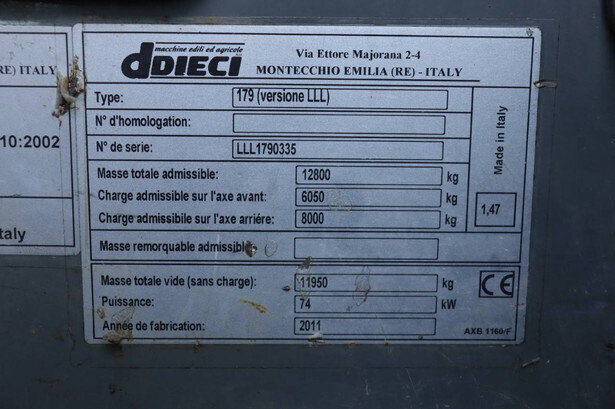 RE) ITALY
10:2002
taly
macchine edili ed agricole
dDIECI
Via Ettore Majorana 2-4
MONTECCHIO EMILIA (RE) - ITALY
Type: 179 (versione LLL)
N° d'homologation:
N° de serie: LLL1790335
Masse totale admissible: 12800 kg
Charge admissible sur l'axe avant: 6050 kg
Charge admissibile sur l'axe arriére: 8000 kg
Masse remorquable admissible:
Masse totale vide (sans charge): 11950 kg
Puissance: 74 kW
Année de fabrication: 2011
Made in Italy
1,47
CE
AXB 1160/F